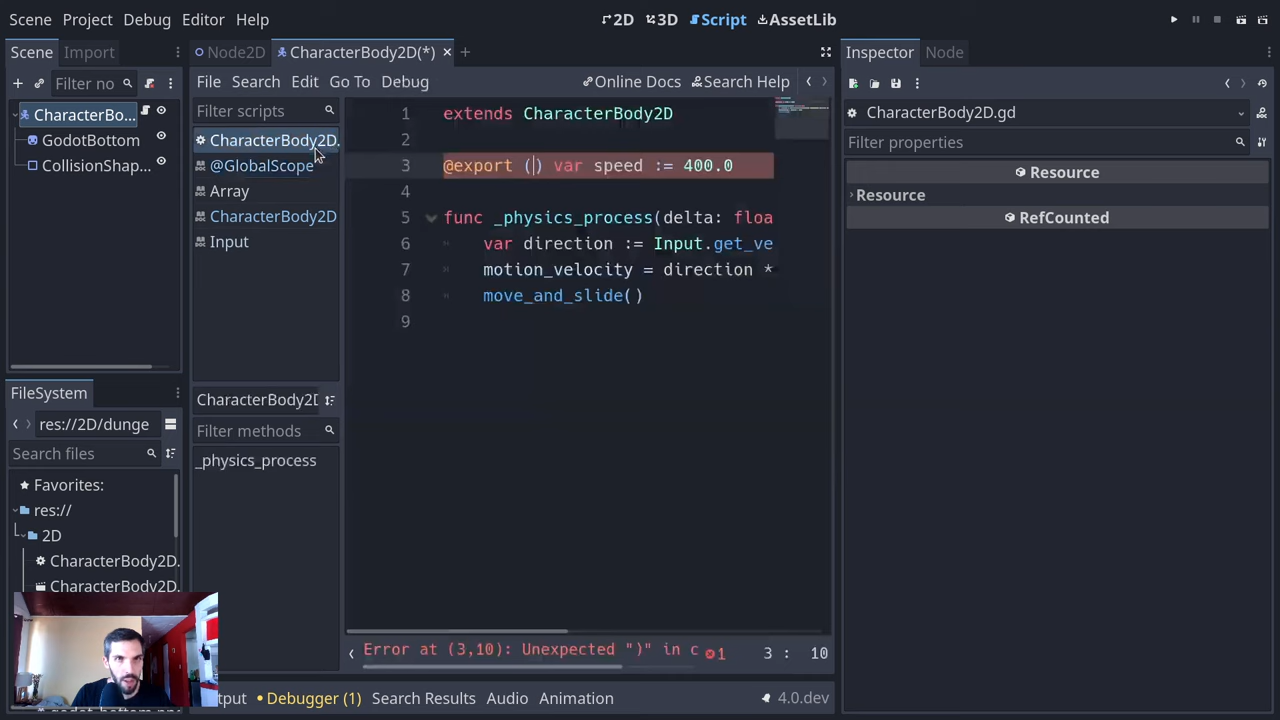 Scene Project Debug Editor Help 2D 3D Script AssetLib
Scene Import Node2D CharacterBody2D(*) Inspector Node
Filter no File Search Edit Go To Debug Online Docs Search Help
CharacterBo... Filter scripts 1 extends CharacterBody2D CharacterBody2D.gd
GodotBottom CharacterBody2D. 2 Filter properties
CollisionShap... @GlobalScope 3 @export () var speed := 400.0 Resource
Array 4 Resource
CharacterBody2D 5 func _physics_process(delta: floa RefCounted
Input 6 var direction := Input.get_ve
7 motion_velocity = direction *
8 move_and_slide()
9
FileSystem CharacterBody2D
res://2D/dunge Filter methods
Search files _physics_process
Favorites:
res://
2D
CharacterBody2D.
CharacterBody2D.
Error at (3,10): Unexpected ")" in c 1 3 : 10
tput Debugger (1) Search Results Audio Animation 4.0.dev